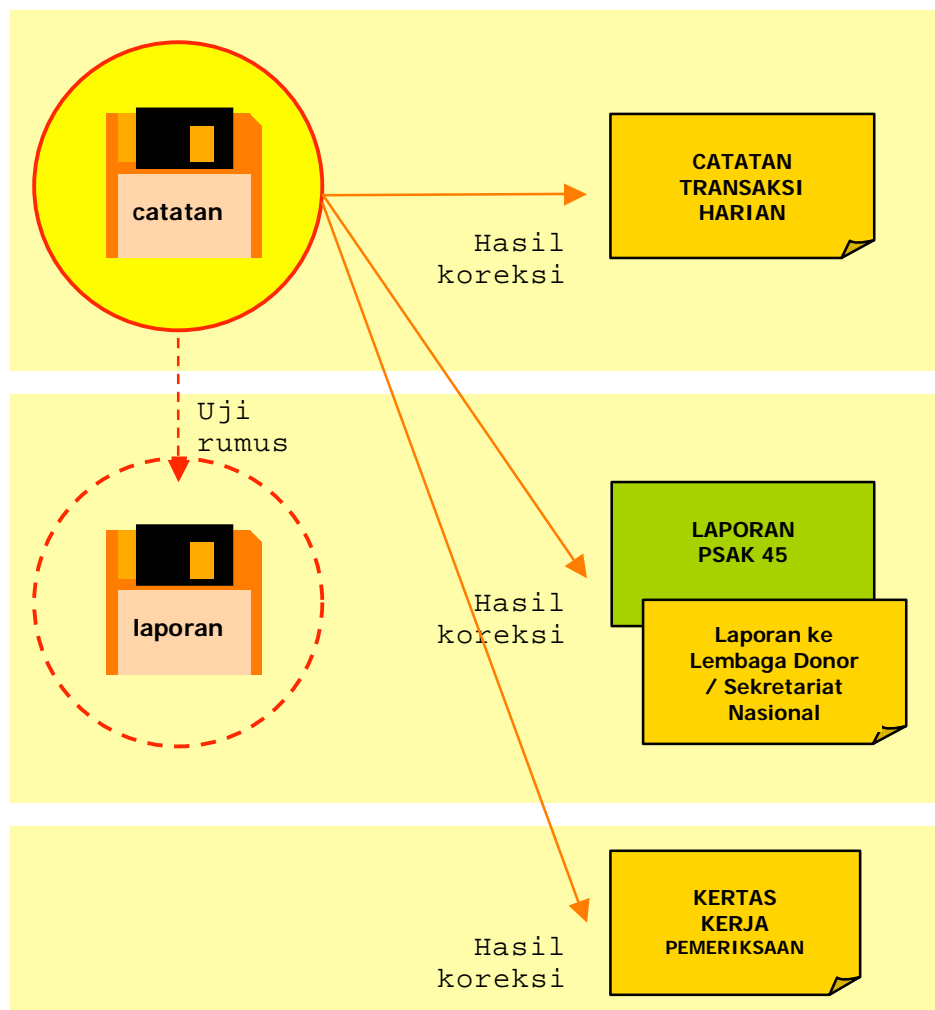 catatan
CATATAN
TRANSAKSI
HARIAN
Hasil
koreksi
Uji
rumus
laporan
LAPORAN
PSAK 45
Hasil
koreksi
Laporan ke
Lembaga Donor
/ Sekretariat
Nasional
KERTAS
KERJA
PEMERIKSAAN
Hasil
koreksi